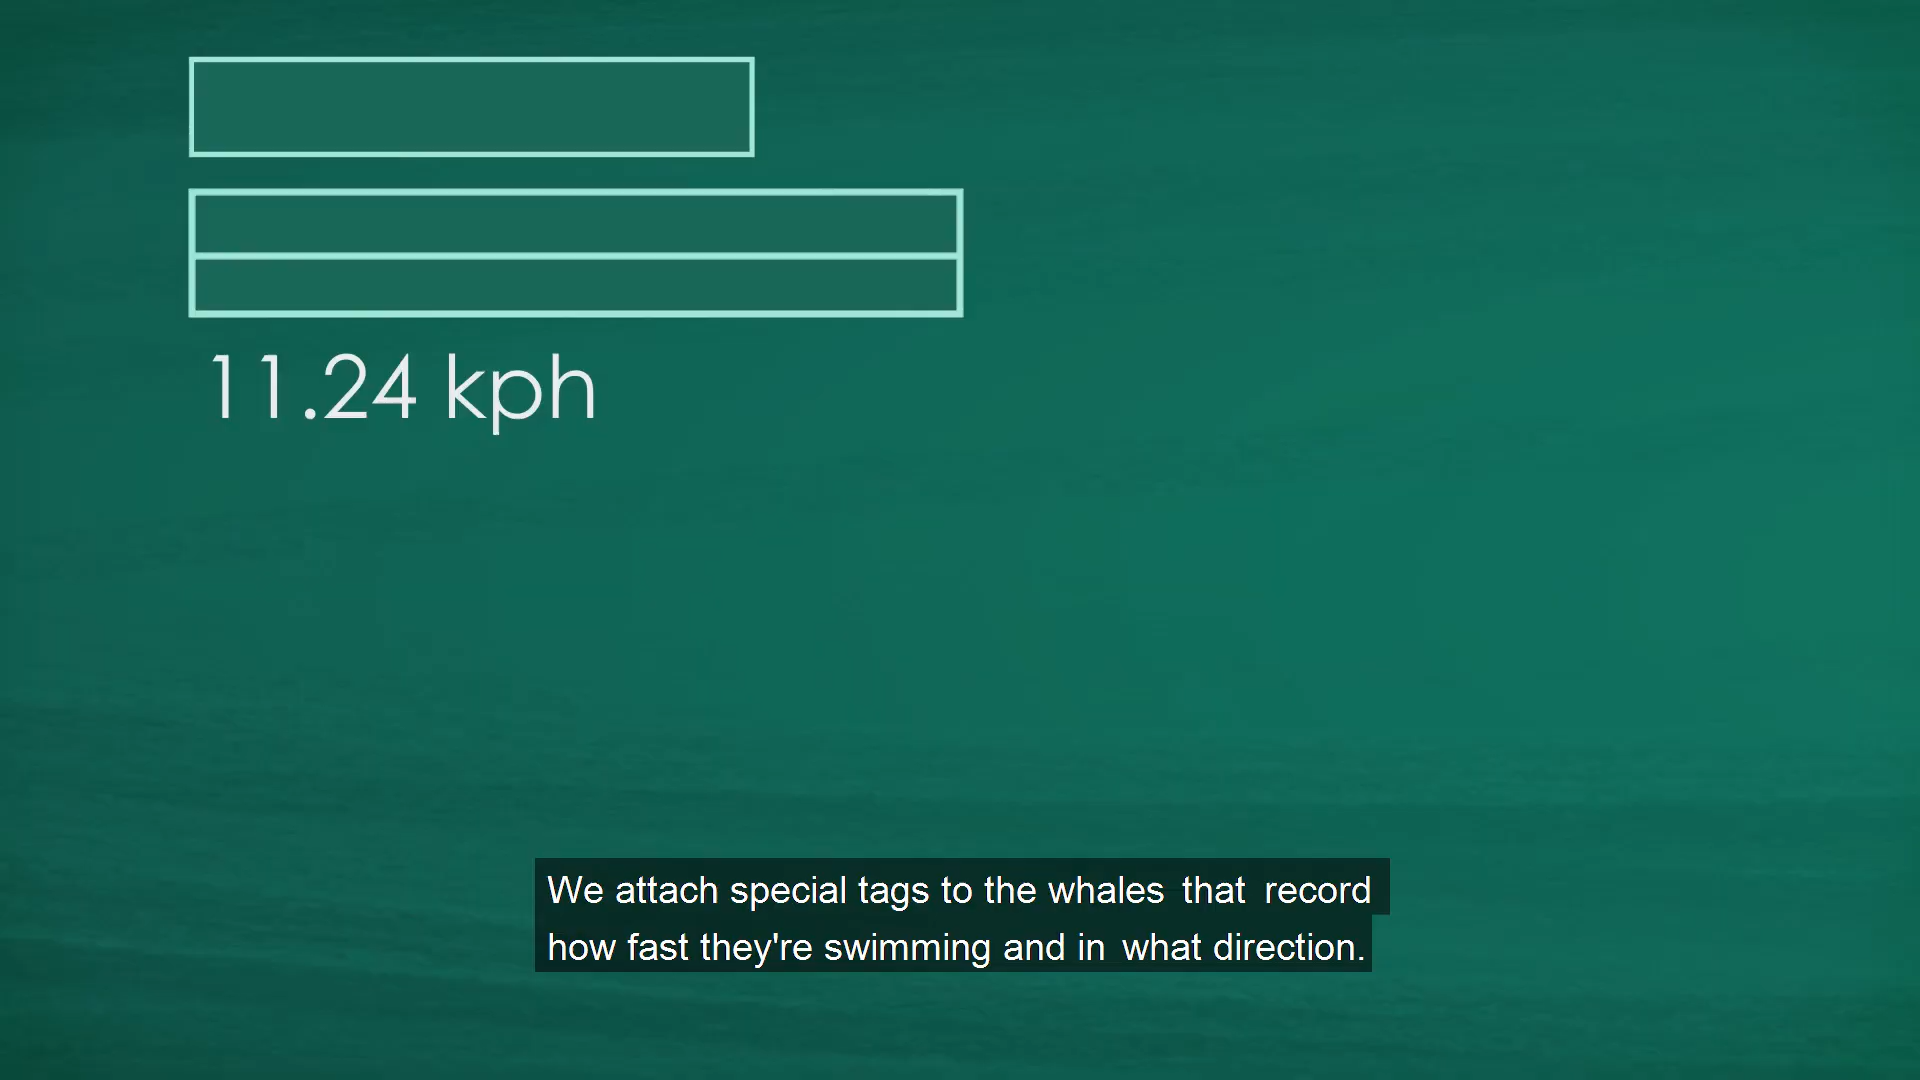 11.24 kph
We attach special tags to the whales that record
how fast they're swimming and in what direction.